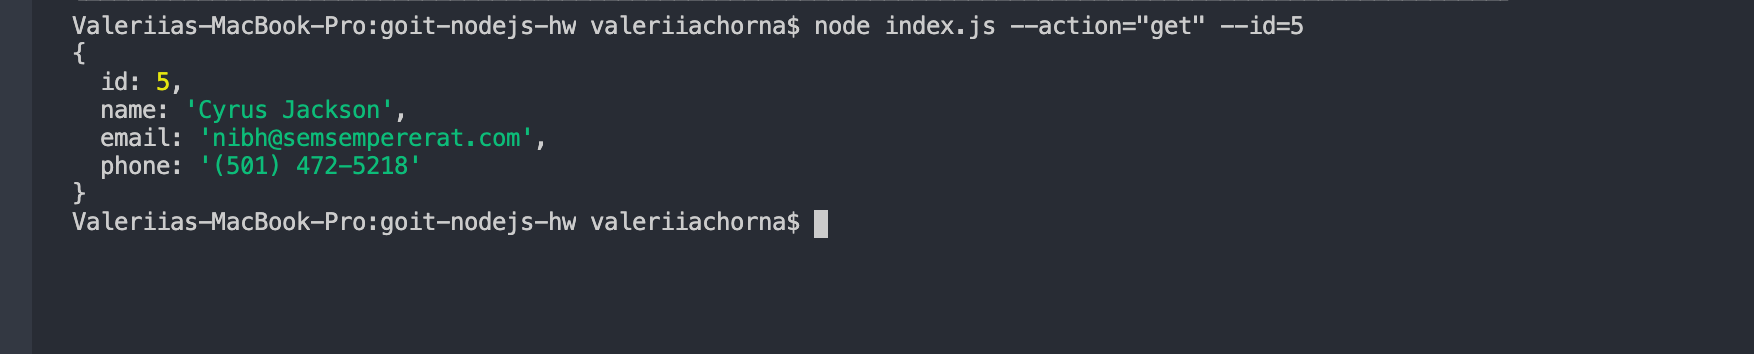 Valeriias-MacBook-Pro:goit-nodejs-hw valeriiachorna$ node index.js --action="get" --id=5
{
  id: 5,
  name: 'Cyrus Jackson',
  email: 'nibh@semsempererat.com',
  phone: '(501) 472-5218'
}
Valeriias-MacBook-Pro:goit-nodejs-hw valeriiachorna$